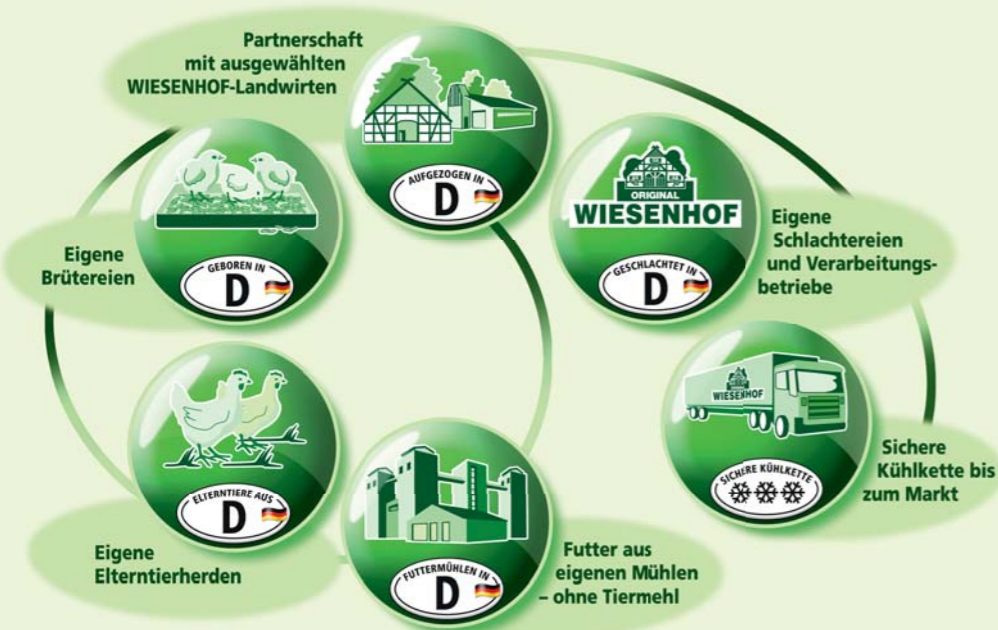 Partnerschaft
mit ausgewählten
WIESENHOF-Landwirten
AUFGEZOGEN IN
D
ORIGINAL
WIESENHOF
GESCHLACHTET IN
D
Eigene
Schlachtereien
und Verarbeitungs-
betriebe
Eigene
Brütereien
GEBOREN IN
D
WIESENHOF
SICHERE KÜHLKETTE
Sichere
Kühlkette bis
zum Markt
ELTERNTIERE AUS
D
Eigene
Elterntierherden
FUTTERMÜHLEN IN
D
Futter aus
eigenen Mühlen
– ohne Tiermehl